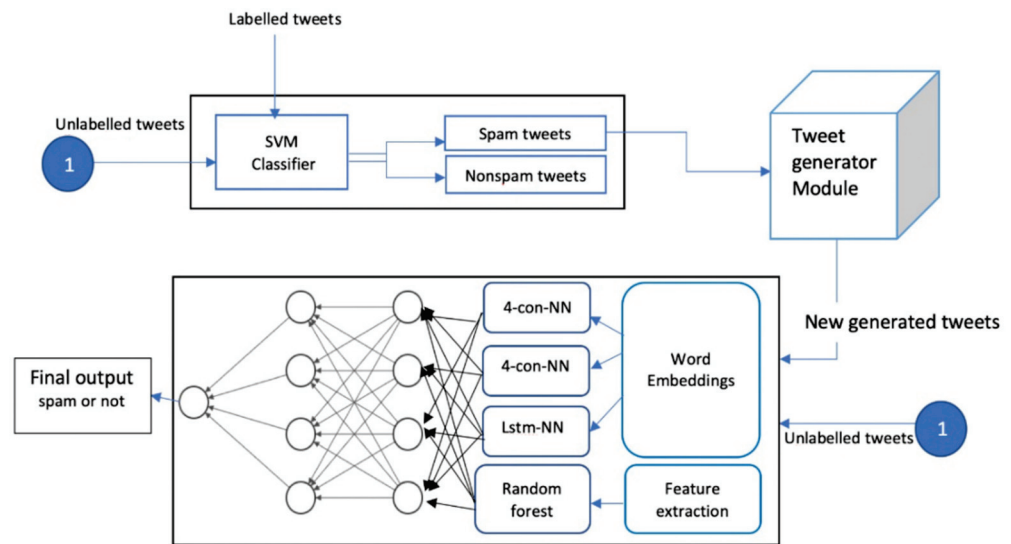 Labelled tweets
Unlabelled tweets
1
SVM
Classifier
Spam tweets
Nonspam tweets
Tweet
generator
Module
New generated tweets
4-con-NN
4-con-NN
Lstm-NN
Random
forest
Word
Embeddings
Feature
extraction
Final output
spam or not
Unlabelled tweets
1